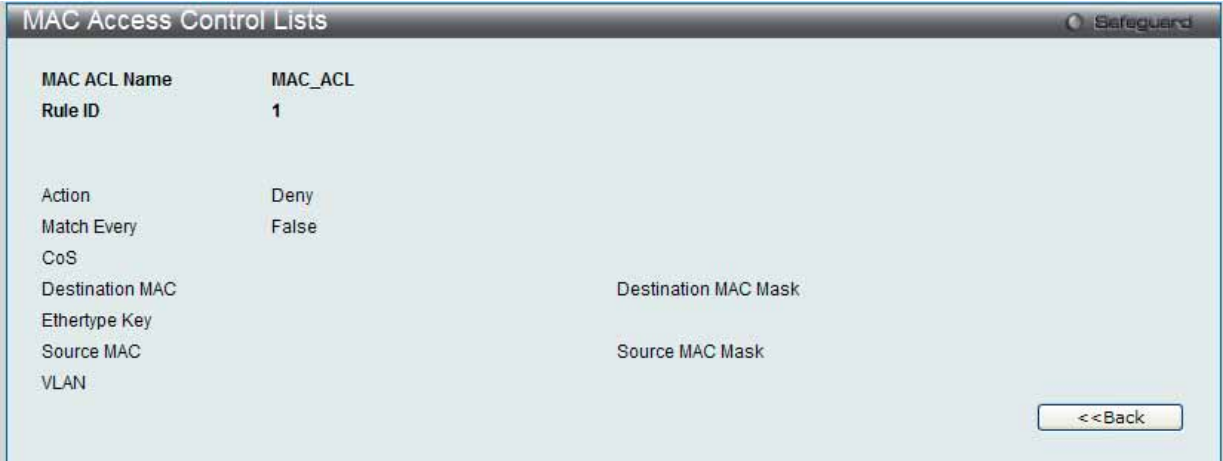 MAC Access Control Lists
Safeguard
MAC ACL Name MAC_ACL
Rule ID 1
Action Deny
Match Every False
CoS
Destination MAC Destination MAC Mask
Ethertype Key
Source MAC Source MAC Mask
VLAN
<<Back